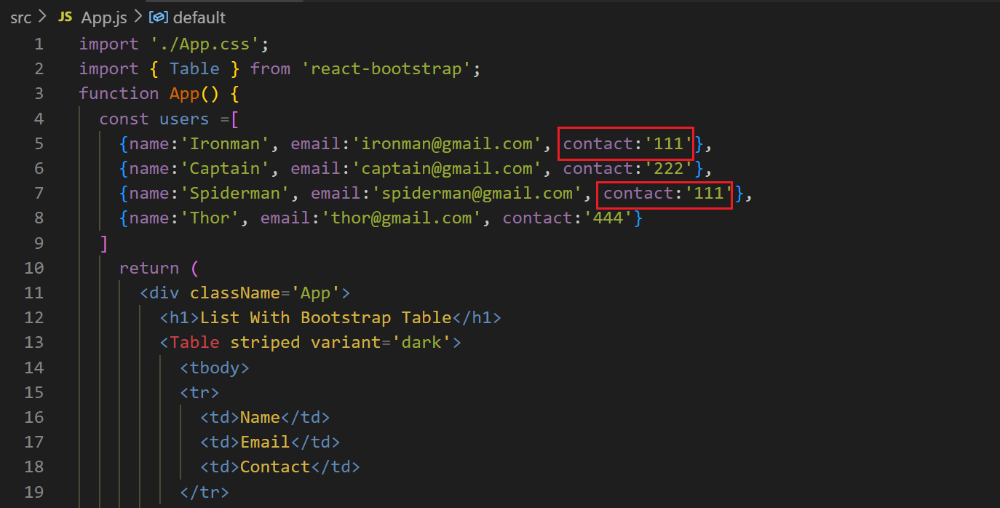 src > JS App.js > default
1 import './App.css';
2 import { Table } from 'react-bootstrap';
3 function App() {
4 const users =[
5 {name:'Ironman', email:'ironman@gmail.com', contact:'111'},
6 {name:'Captain', email:'captain@gmail.com', contact:'222'},
7 {name:'Spiderman', email:'spiderman@gmail.com', contact:'111'},
8 {name:'Thor', email:'thor@gmail.com', contact:'444'}
9 ]
10 return (
11 <div className='App'>
12 <h1>List With Bootstrap Table</h1>
13 <Table striped variant='dark'>
14 <tbody>
15 <tr>
16 <td>Name</td>
17 <td>Email</td>
18 <td>Contact</td>
19 </tr>